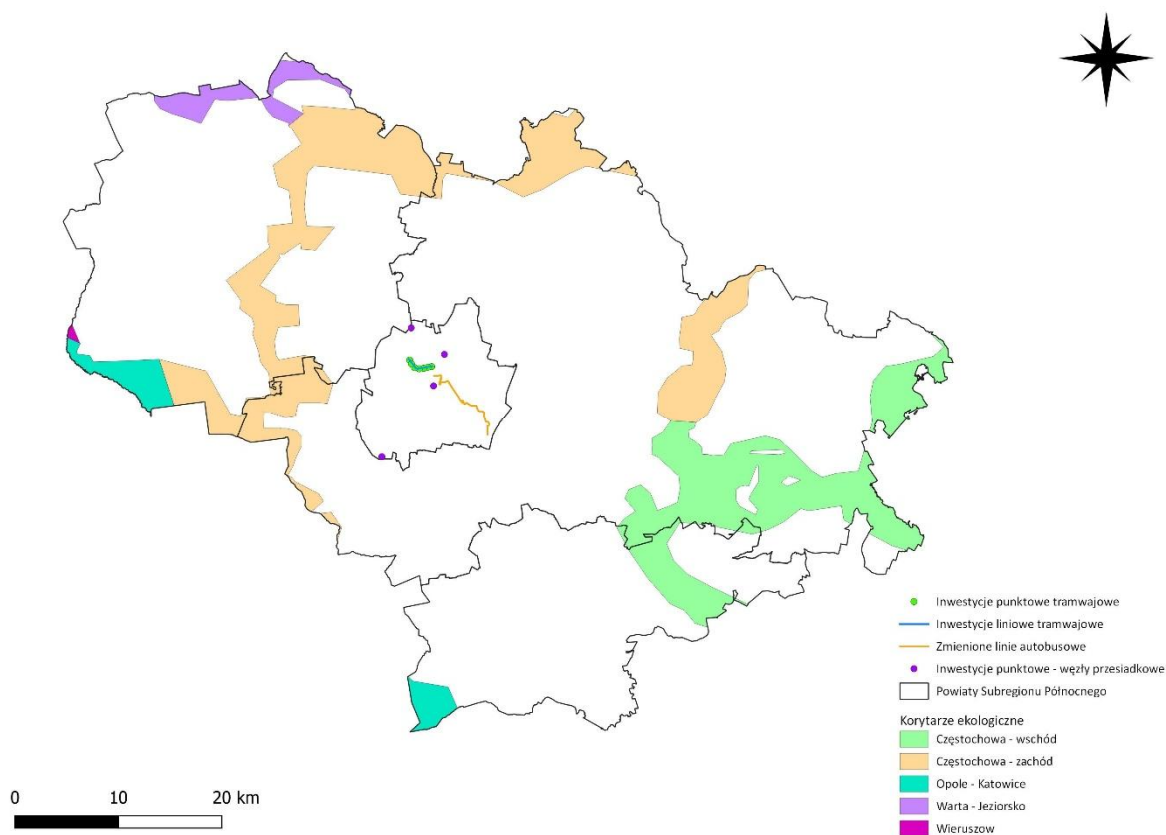 Inwestycje punktowe tramwajowe
Inwestycje liniowe tramwajowe
Zmienione linie autobusowe
Inwestycje punktowe - węzły przesiadkowe
Powiaty Subregionu Północnego
Korytarze ekologiczne
Częstochowa - wschód
Częstochowa - zachód
Opole - Katowice
Warta - Jeziorsko
Wieruszow
0 10 20 km